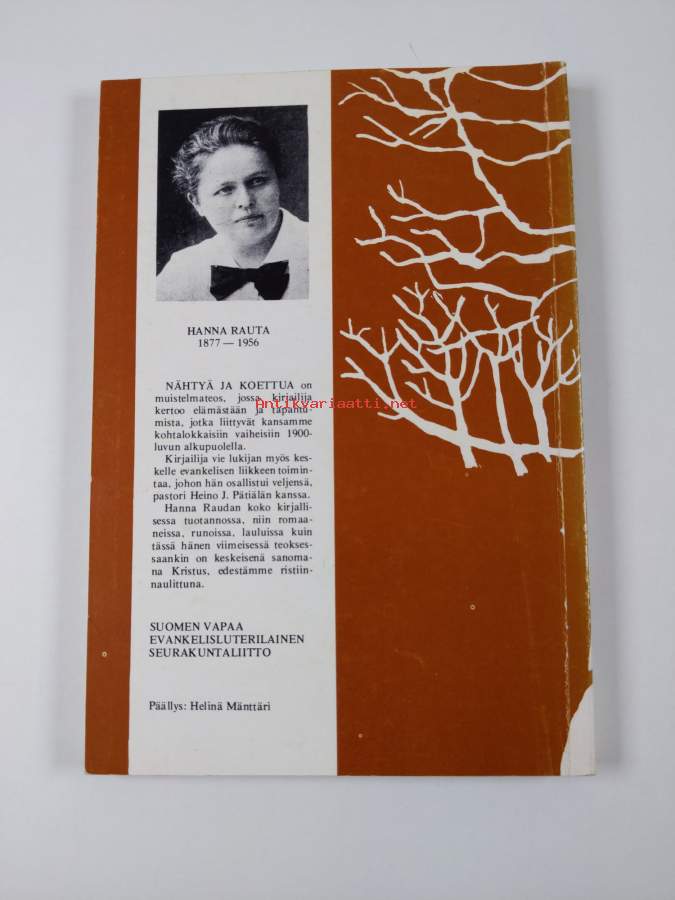 HANNA RAUTA
1877 — 1956
NÄHTYÄ JA KOETTUA on
muistelmateos, jossa kirjailija
Antikvariaatti.net
kertoo elämästään ja tapahtu-
mista, jotka liittyvät kansamme
kohtalokkaisiin vaiheisiin 1900-
luvun alkupuolella.
Kirjailija vie lukijan myös kes-
kelle evankelisen liikkeen toimin-
taa, johon hän osallistui veljensä,
pastori Heino J. Pätiälän kanssa.
Hanna Raudan koko kirjalli-
sessa tuotannossa, niin romaa-
neissa, runoissa, lauluissa kuin
tässä hänen viimeisessä teokses-
saankin on keskeisenä sanoma-
na Kristus, edestämme ristiin-
naulittuna.
SUOMEN VAPAA
EVANKELISLUTERILAINEN
SEURAKUNTALIITTO
Päällys: Helinä Mänttäri